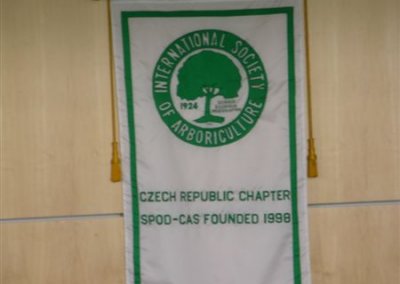 INTERNATIONAL SOCIETY
OF ARBORICULTURE
1924
CZECH REPUBLIC CHAPTER
SPOD-CAS FOUNDED 1998